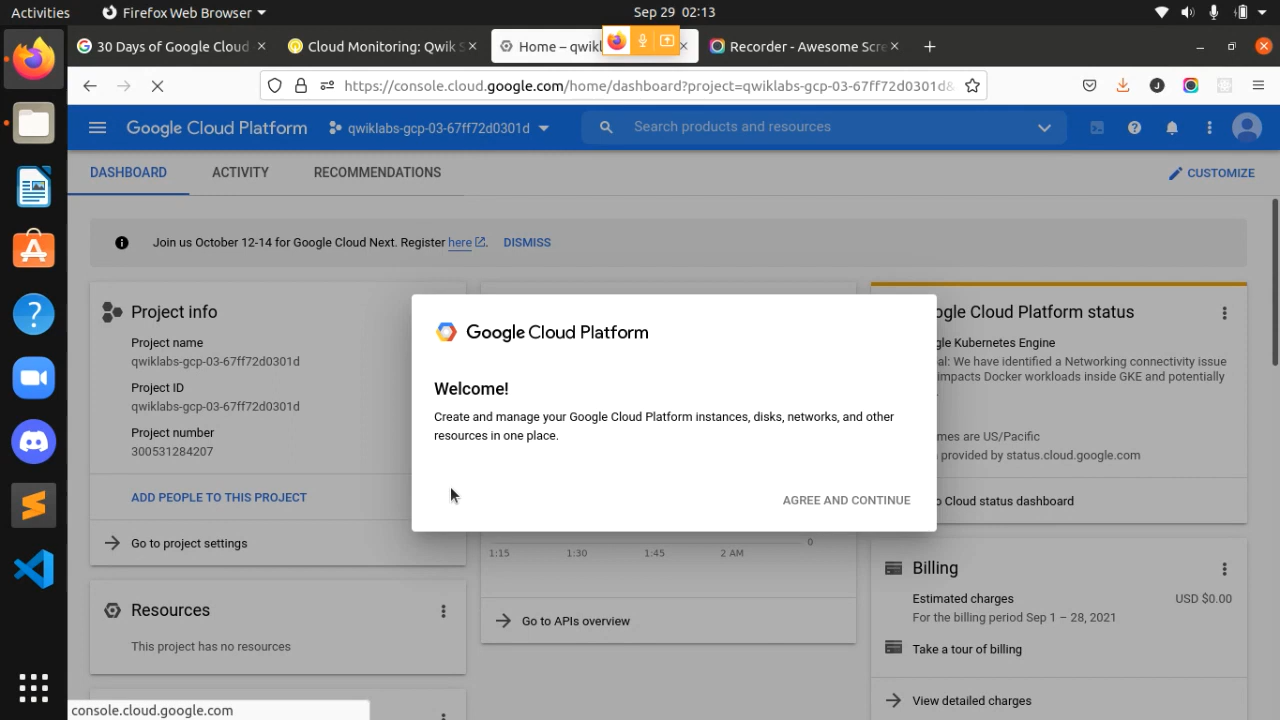 Activities
Firefox Web Browser
Sep 29 02:13
30 Days of Google Cloud
Cloud Monitoring: Qwik S
Home – qwikl
Recorder - Awesome Scre
https://console.cloud.google.com/home/dashboard?project=qwiklabs-gcp-03-67ff72d0301d&
Google Cloud Platform
qwiklabs-gcp-03-67ff72d0301d
Search products and resources
DASHBOARD
ACTIVITY
RECOMMENDATIONS
CUSTOMIZE
Join us October 12-14 for Google Cloud Next. Register here.
DISMISS
Project info
Project name
qwiklabs-gcp-03-67ff72d0301d
Project ID
qwiklabs-gcp-03-67ff72d0301d
Project number
300531284207
ADD PEOPLE TO THIS PROJECT
Go to project settings
Resources
This project has no resources
Google Cloud Platform
Welcome!
Create and manage your Google Cloud Platform instances, disks, networks, and other
resources in one place.
AGREE AND CONTINUE
1:15
1:30
1:45
2 AM
0
Go to APIs overview
ogle Cloud Platform status
gle Kubernetes Engine
al: We have identified a Networking connectivity issue
impacts Docker workloads inside GKE and potentially
mes are US/Pacific
provided by status.cloud.google.com
o Cloud status dashboard
Billing
Estimated charges
USD $0.00
For the billing period Sep 1 – 28, 2021
Take a tour of billing
View detailed charges
console.cloud.google.com